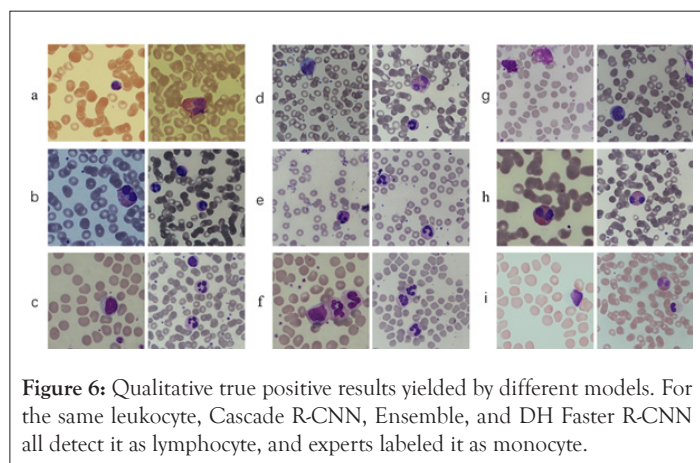 a
d
g
b
e
h
c
f
i
Figure 6: Qualitative true positive results yielded by different models. For
the same leukocyte, Cascade R-CNN, Ensemble, and DH Faster R-CNN
all detect it as lymphocyte, and experts labeled it as monocyte.